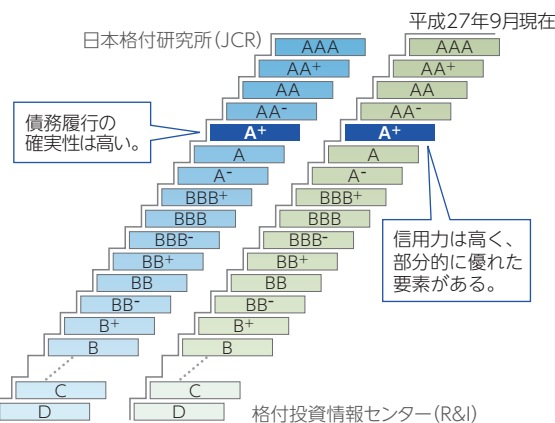 平成27年9月現在
日本格付研究所(JCR)
AAA
AA+
AA
AA-
A+
A
A-
BBB+
BBB
BBB-
BB+
BB
BB-
B+
B
C
D
債務履行の
確実性は高い。
AAA
AA+
AA
AA-
A+
A
A-
BBB+
BBB
BBB-
BB+
BB
BB-
B+
B
C
D
信用力は高く、
部分的に優れた
要素がある。
格付投資情報センター(R&I)